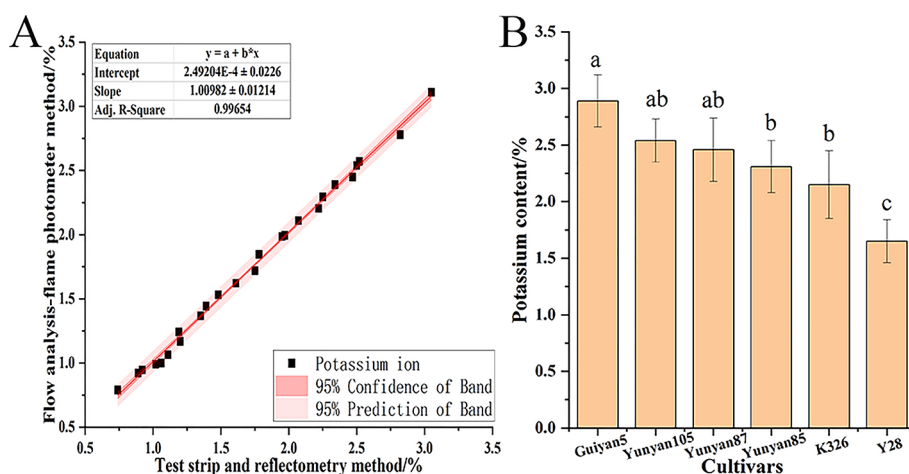 A
Flow analysis-flame photometer method/%
3.5
3.0
2.5
2.0
1.5
1.0
0.5
Equation y = a + b*x
Intercept 2.49204E-4 ± 0.0226
Slope 1.00982 ± 0.01214
Adj. R-Square 0.99654
Potassium ion
95% Confidence of Band
95% Prediction of Band
0.5 1.0 1.5 2.0 2.5 3.0 3.5
Test strip and reflectometry method/%
B
Potassium content/%
3.5
3.0
2.5
2.0
1.5
1.0
0.5
0.0
a ab ab b b c
Guiyan5 Yunyan105 Yunyan87 Yunyan85 K326 Y28
Cultivars